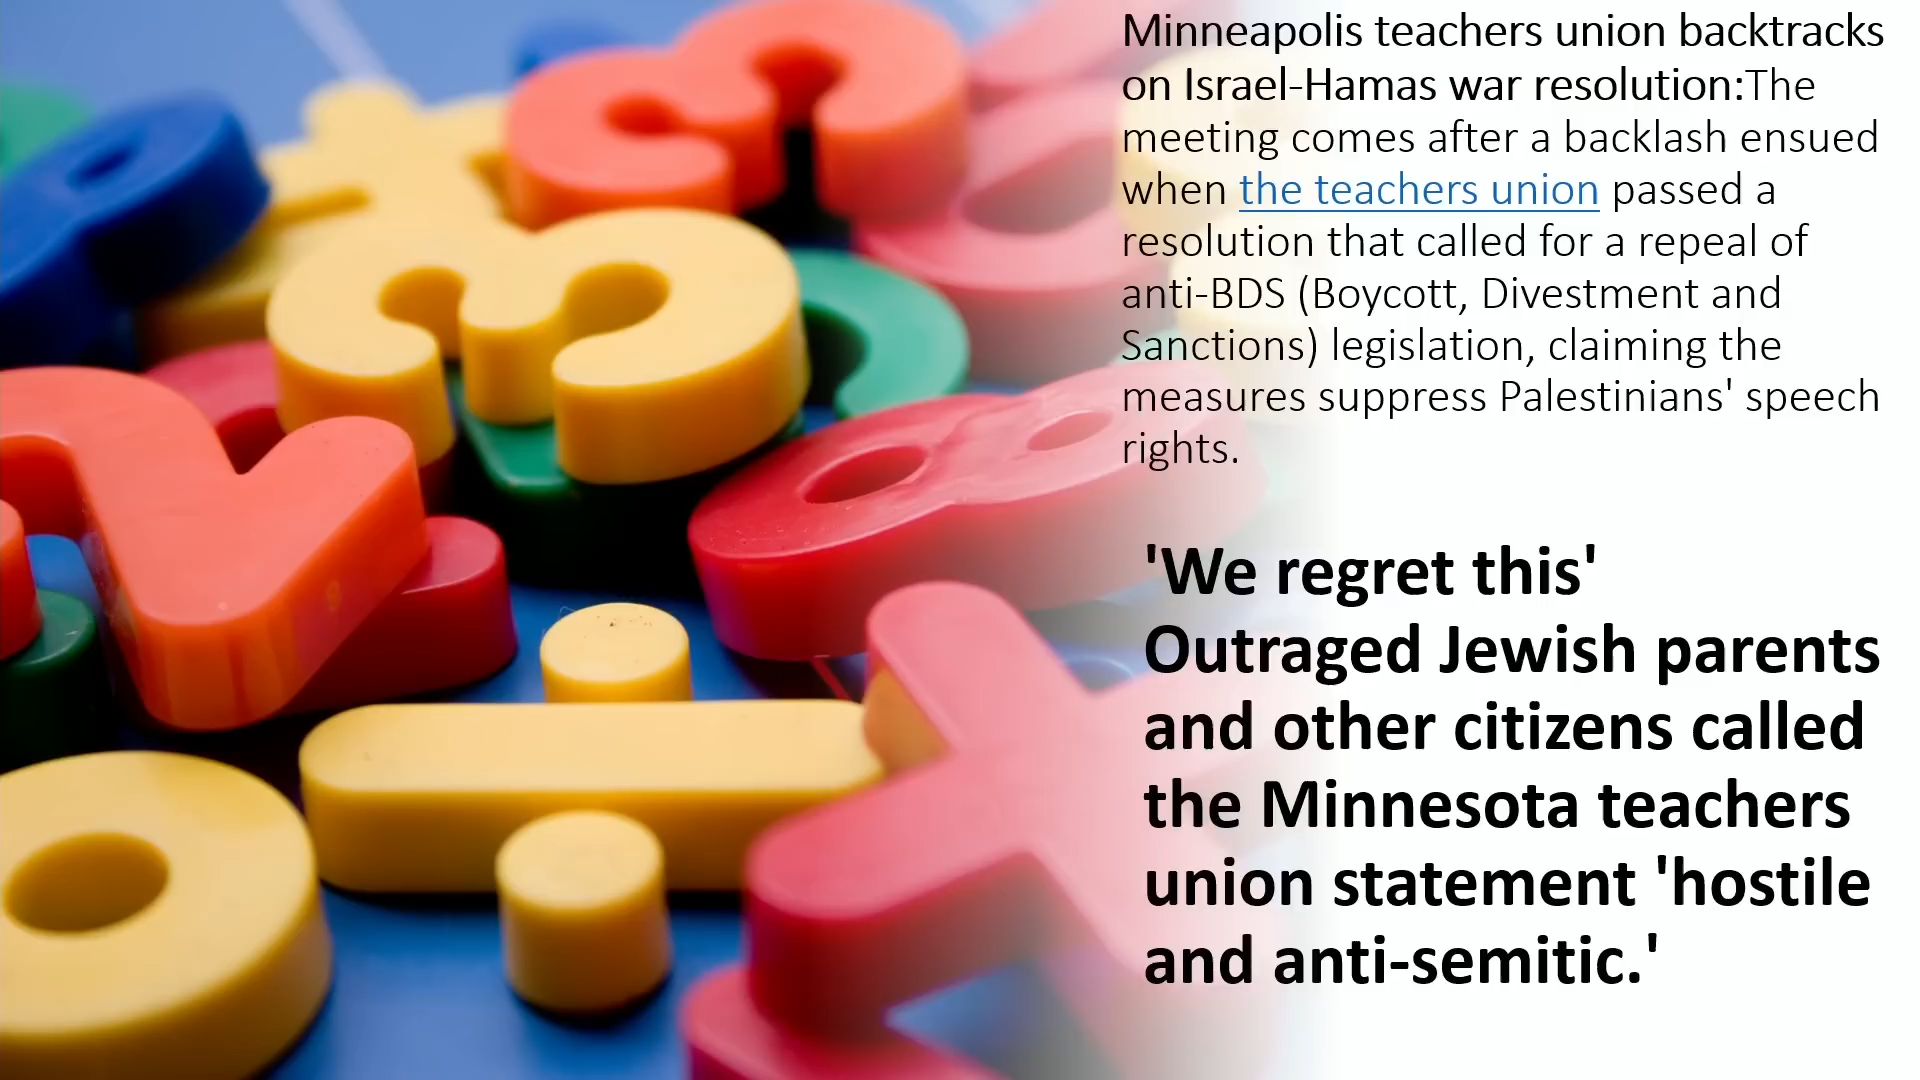 Minneapolis teachers union backtracks
on Israel-Hamas war resolution:The
meeting comes after a backlash ensued
when the teachers union passed a
resolution that called for a repeal of
anti-BDS (Boycott, Divestment and
Sanctions) legislation, claiming the
measures suppress Palestinians' speech
rights.
'We regret this'
Outraged Jewish parents
and other citizens called
the Minnesota teachers
union statement 'hostile
and anti-semitic.'